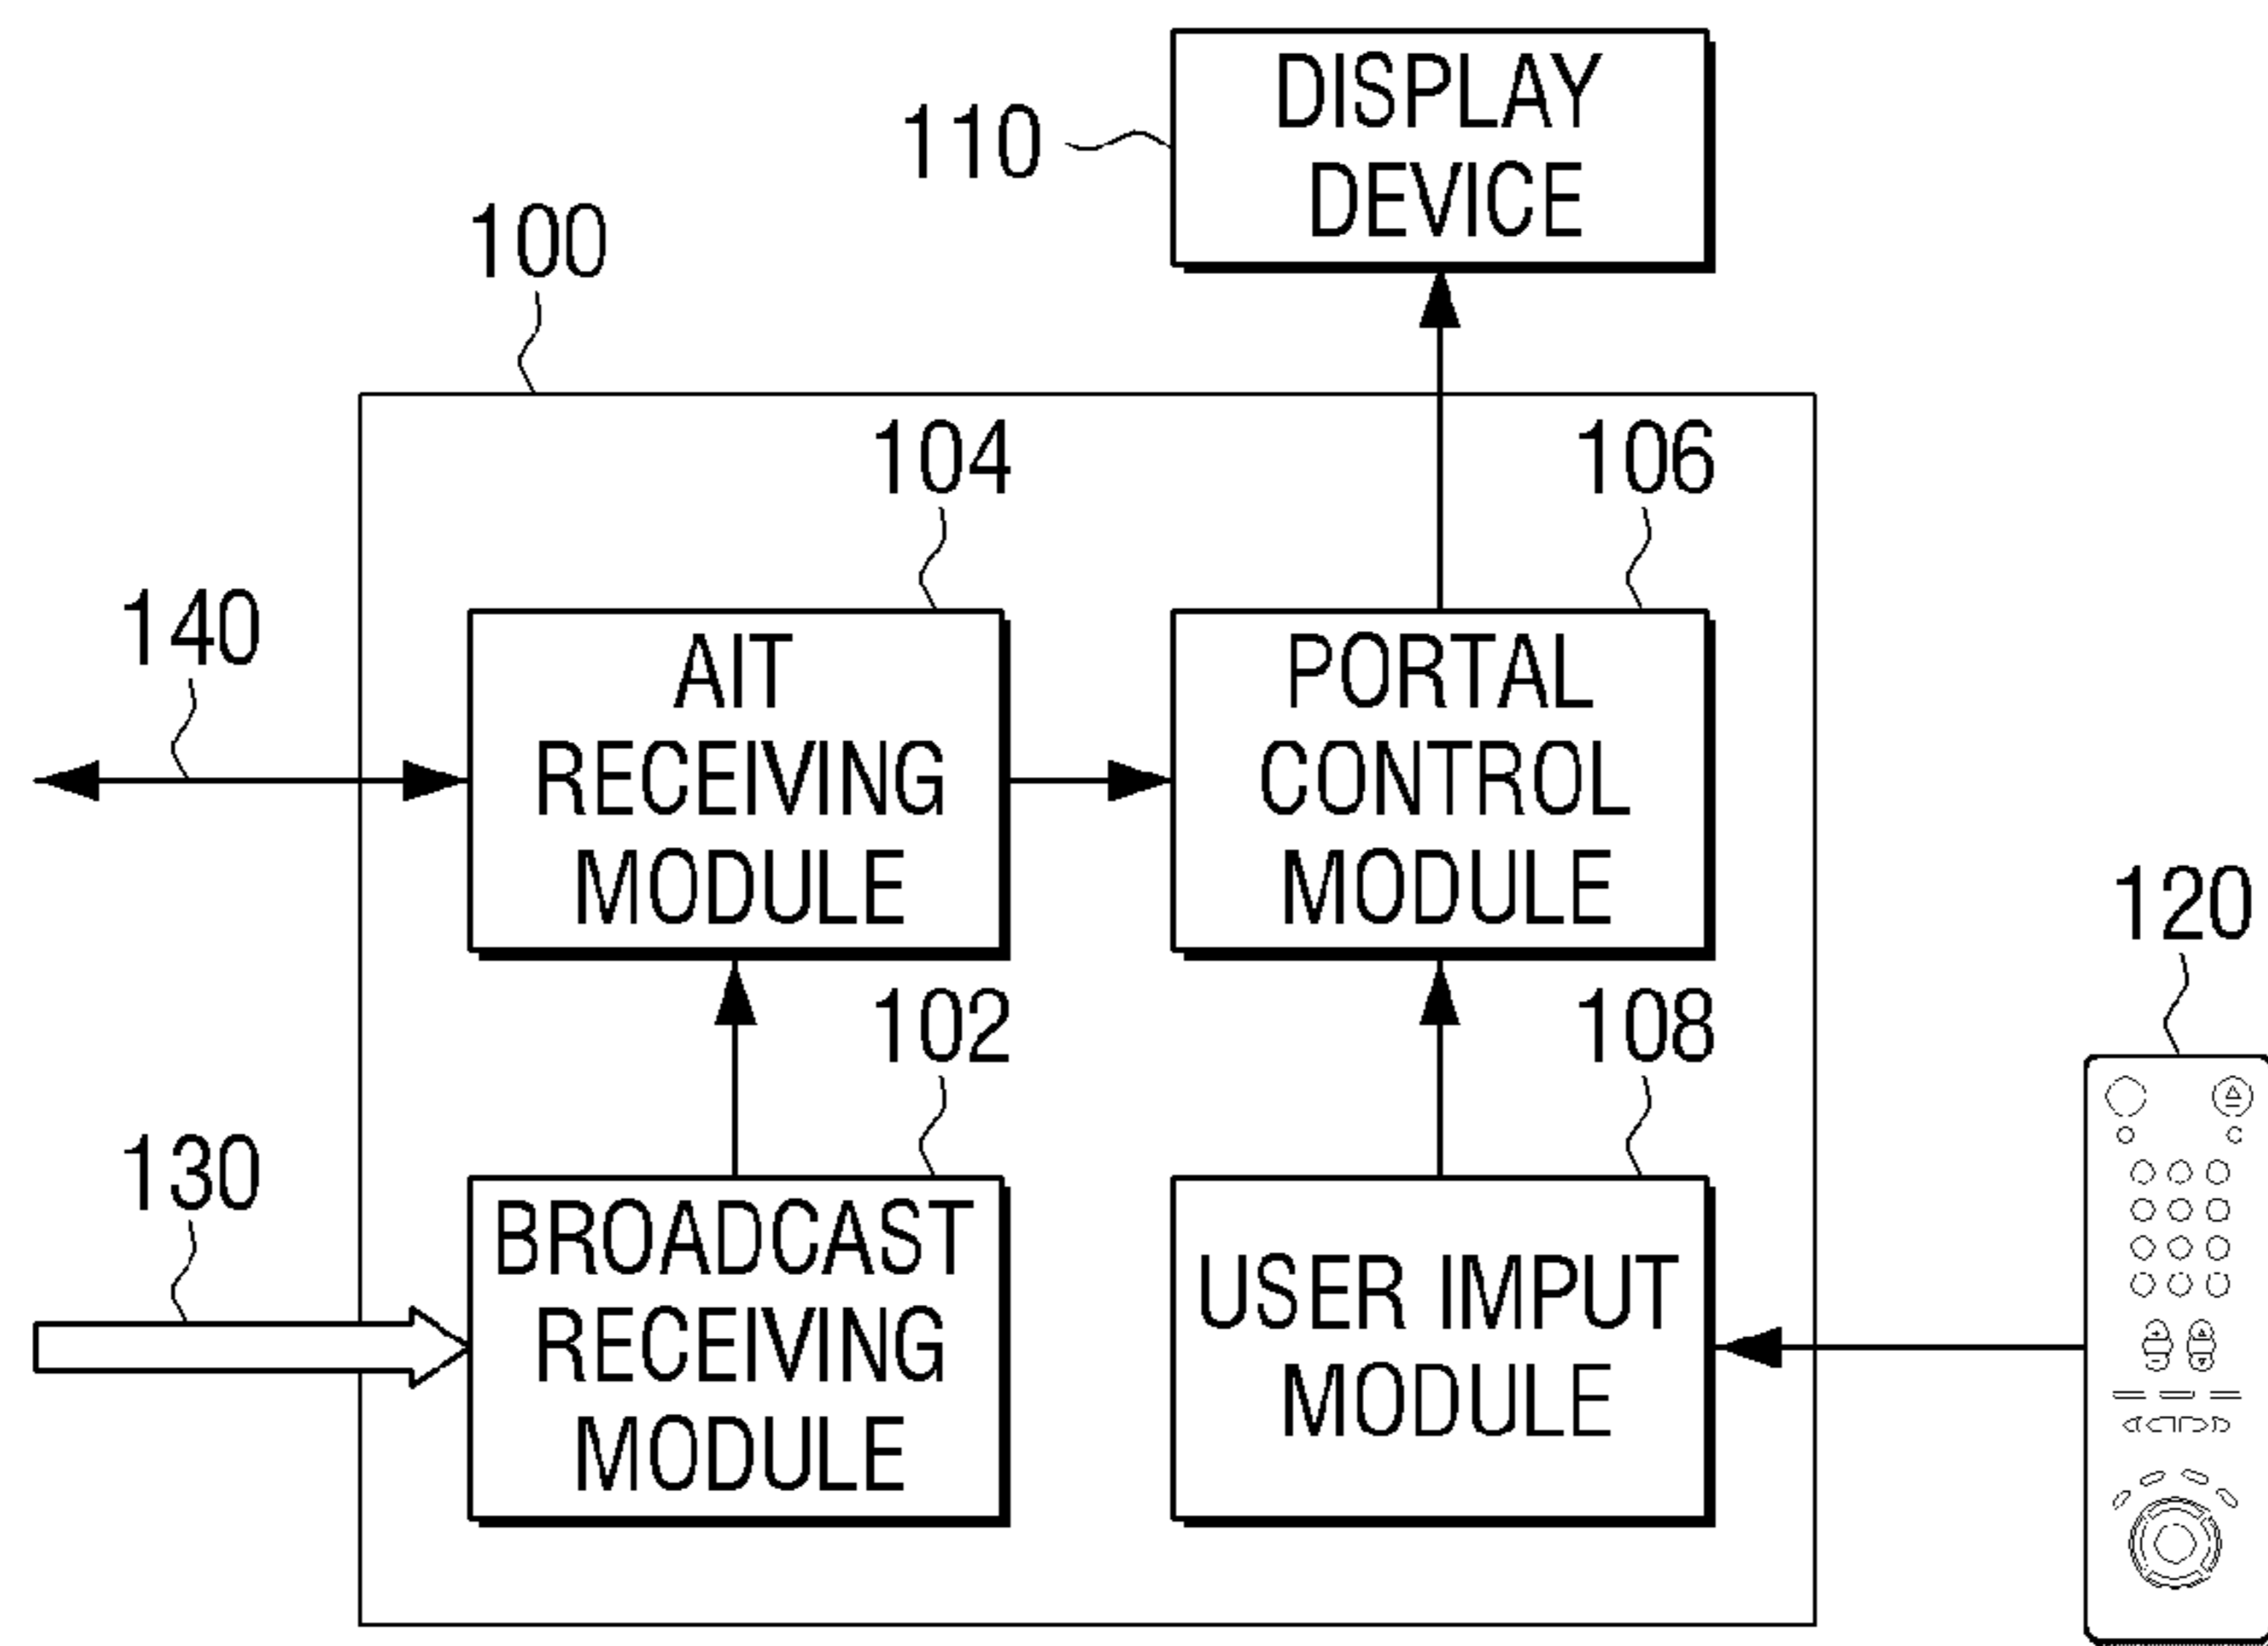 110
DISPLAY
DEVICE
100
104
106
140
AIT
RECEIVING
MODULE
PORTAL
CONTROL
MODULE
120
102
108
130
BROADCAST
RECEIVING
MODULE
USER IMPUT
MODULE